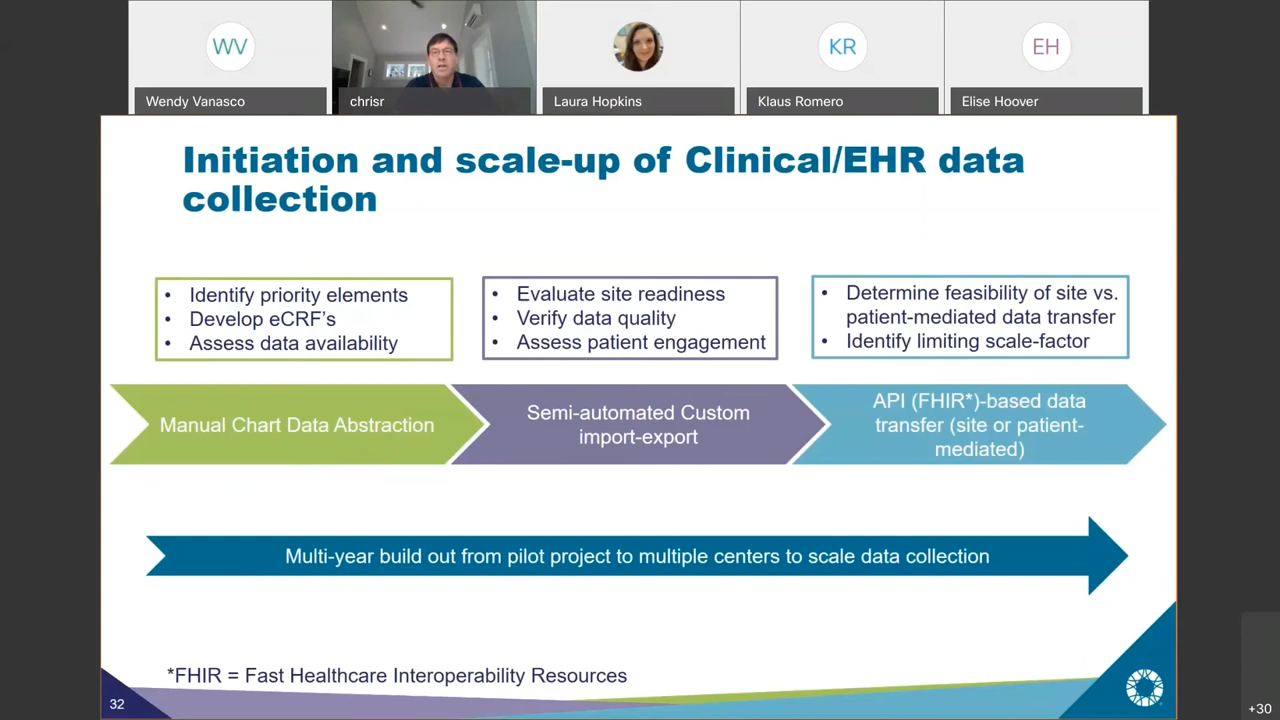 WV
KR
EH
Wendy Vanasco
chrisr
Laura Hopkins
Klaus Romero
Elise Hoover
Initiation and scale-up of Clinical/EHR data
collection
• Identify priority elements
• Develop eCRF's
• Assess data availability
• Evaluate site readiness
• Verify data quality
• Assess patient engagement
• Determine feasibility of site vs.
patient-mediated data transfer
• Identify limiting scale-factor
Manual Chart Data Abstraction
Semi-automated Custom
import-export
API (FHIR*)-based data
transfer (site or patient-
mediated)
Multi-year build out from pilot project to multiple centers to scale data collection
*FHIR = Fast Healthcare Interoperability Resources
32
+30